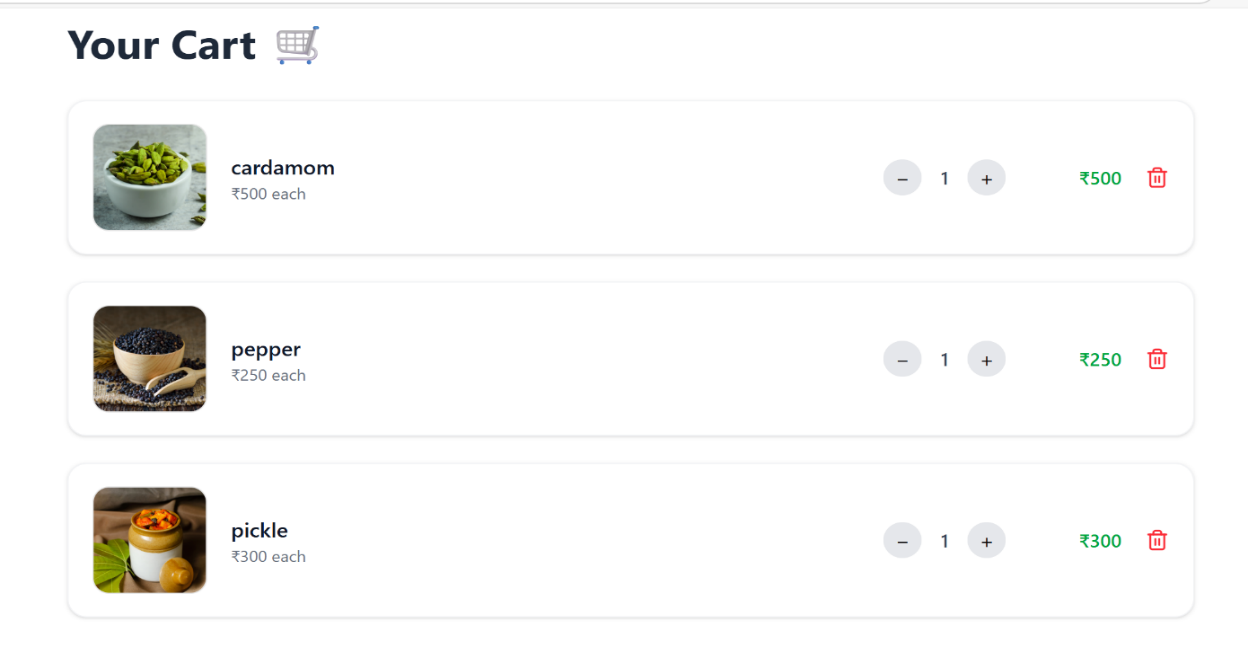 Your Cart 🛒
cardamom
₹500 each
– 1 + ₹500
pepper
₹250 each
– 1 + ₹250
pickle
₹300 each
– 1 + ₹300